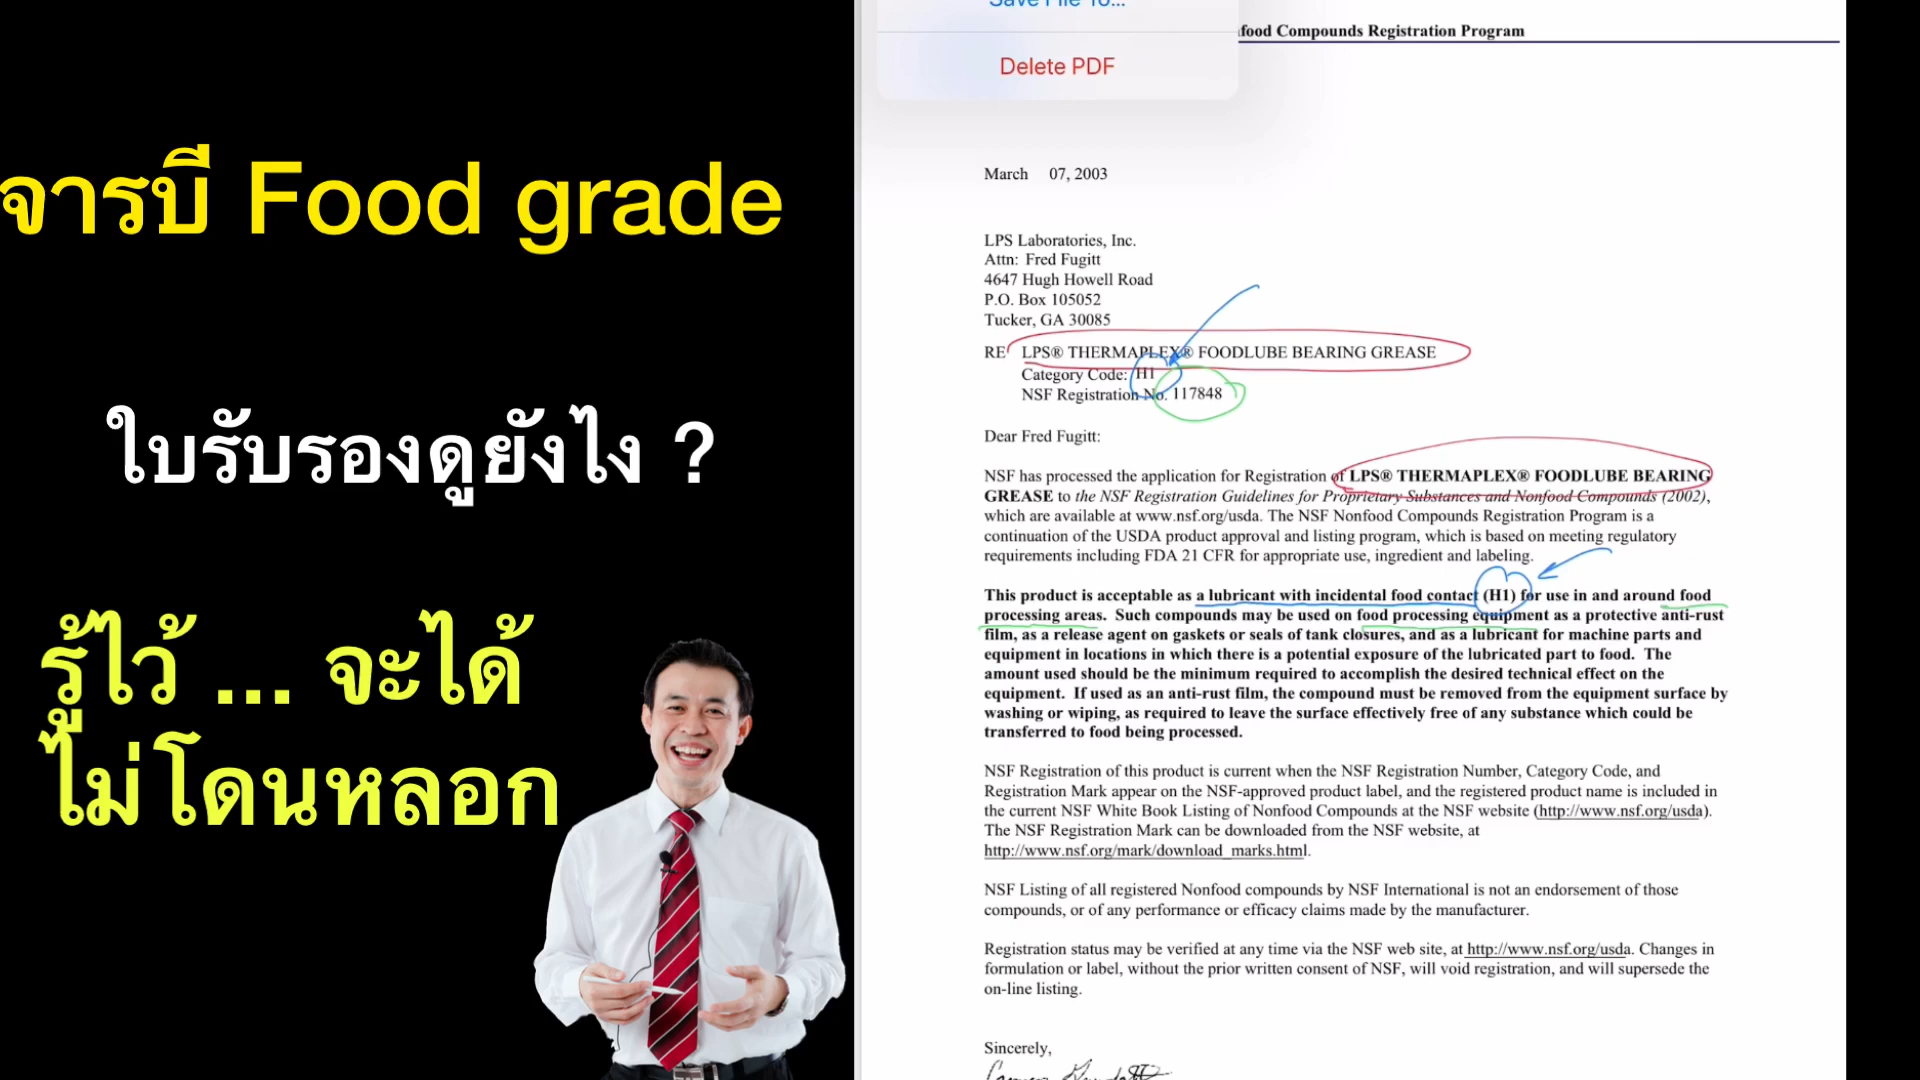 จารบี Food grade
ใบรับรองดูยังไง ?
รู้ไว้ ... จะได้
ไม่โดนหลอก
Save File To...
Delete PDF
food Compounds Registration Program
March 07, 2003
LPS Laboratories, Inc.
Attn: Fred Fugitt
4647 Hugh Howell Road
P.O. Box 105052
Tucker, GA 30085
RE LPS® THERMAPLEX® FOODLUBE BEARING GREASE
Category Code: H1
NSF Registration No. 117848
Dear Fred Fugitt:
NSF has processed the application for Registration of LPS® THERMAPLEX® FOODLUBE BEARING
GREASE to the NSF Registration Guidelines for Proprietary Substances and Nonfood Compounds (2002),
which are available at www.nsf.org/usda. The NSF Nonfood Compounds Registration Program is a
continuation of the USDA product approval and listing program, which is based on meeting regulatory
requirements including FDA 21 CFR for appropriate use, ingredient and labeling.
This product is acceptable as a lubricant with incidental food contact (H1) for use in and around food
processing areas. Such compounds may be used on food processing equipment as a protective anti-rust
film, as a release agent on gaskets or seals of tank closures, and as a lubricant for machine parts and
equipment in locations in which there is a potential exposure of the lubricated part to food. The
amount used should be the minimum required to accomplish the desired technical effect on the
equipment. If used as an anti-rust film, the compound must be removed from the equipment surface by
washing or wiping, as required to leave the surface effectively free of any substance which could be
transferred to food being processed.
NSF Registration of this product is current when the NSF Registration Number, Category Code, and
Registration Mark appear on the NSF-approved product label, and the registered product name is included in
the current NSF White Book Listing of Nonfood Compounds at the NSF website (http://www.nsf.org/usda).
The NSF Registration Mark can be downloaded from the NSF website, at
http://www.nsf.org/mark/download_marks.html.
NSF Listing of all registered Nonfood compounds by NSF International is not an endorsement of those
compounds, or of any performance or efficacy claims made by the manufacturer.
Registration status may be verified at any time via the NSF web site, at http://www.nsf.org/usda. Changes in
formulation or label, without the prior written consent of NSF, will void registration, and will supersede the
on-line listing.
Sincerely,